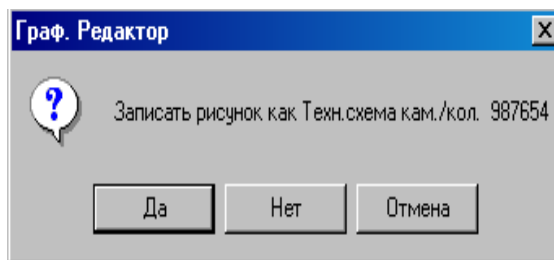 Граф. Редактор
Записать рисунок как Техн.схема кам./кол. 987654
Да Нет Отмена